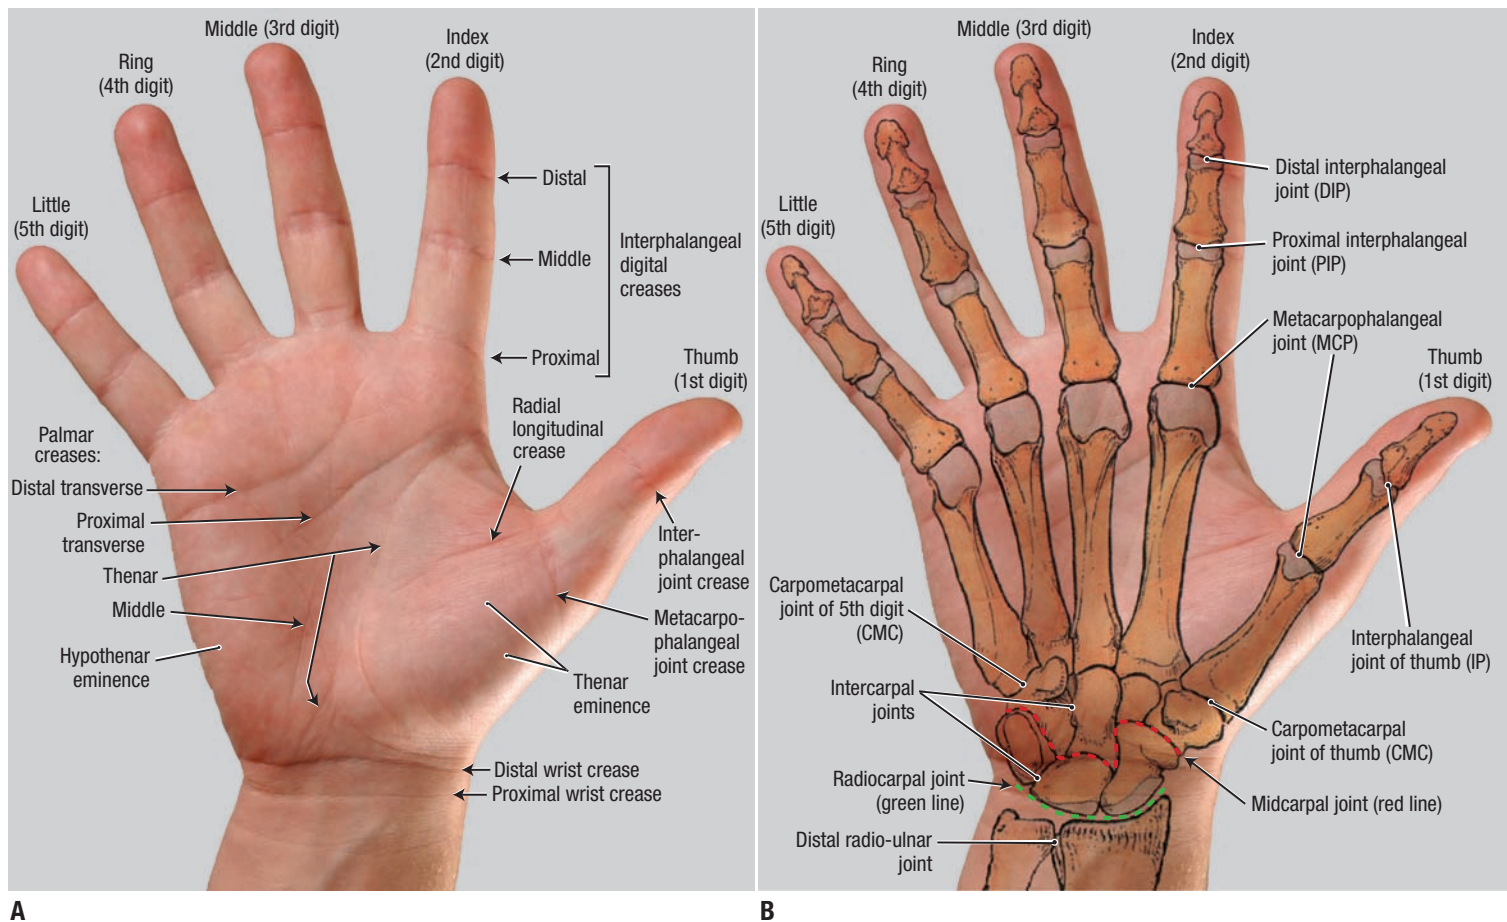 Middle (3rd digit)
Index
(2nd digit)
Ring
(4th digit)
Little
(5th digit)
Distal
Middle
Proximal
Interphalangeal
digital
creases
Thumb
(1st digit)
Radial
longitudinal
crease
Palmar
creases:
Distal transverse
Proximal
transverse
Thenar
Middle
Hypothenar
eminence
Inter-
phalangeal
joint crease
Metacarpo-
phalangeal
joint crease
Thenar
eminence
Distal wrist crease
Proximal wrist crease
A
Middle (3rd digit)
Index
(2nd digit)
Ring
(4th digit)
Little
(5th digit)
Distal interphalangeal
joint (DIP)
Proximal interphalangeal
joint (PIP)
Metacarpophalangeal
joint (MCP)
Thumb
(1st digit)
Carpometacarpal
joint of 5th digit
(CMC)
Intercarpal
joints
Radiocarpal joint
(green line)
Distal radio-ulnar
joint
Interphalangeal
joint of thumb (IP)
Carpometacarpal
joint of thumb (CMC)
Midcarpal joint (red line)
B